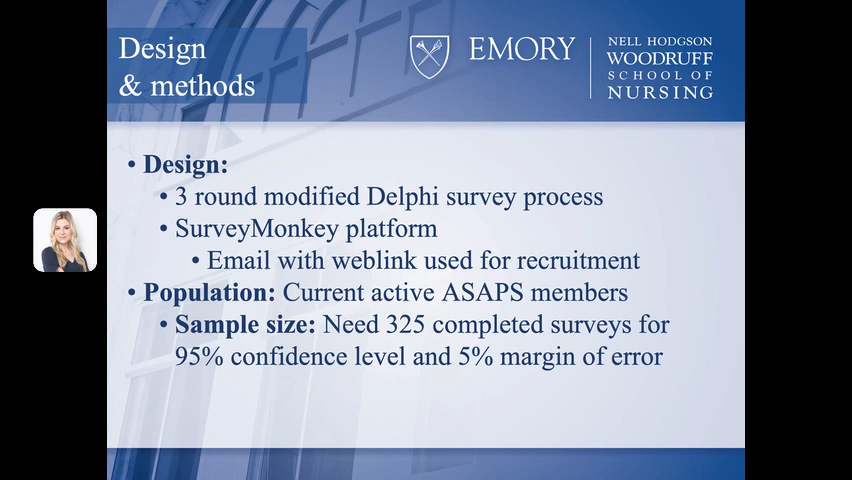 Design
& methods
EMORY
NELL HODGSON
WOODRUFF
SCHOOL OF
NURSING
• Design:
• 3 round modified Delphi survey process
• SurveyMonkey platform
• Email with weblink used for recruitment
• Population: Current active ASAPS members
• Sample size: Need 325 completed surveys for
95% confidence level and 5% margin of error